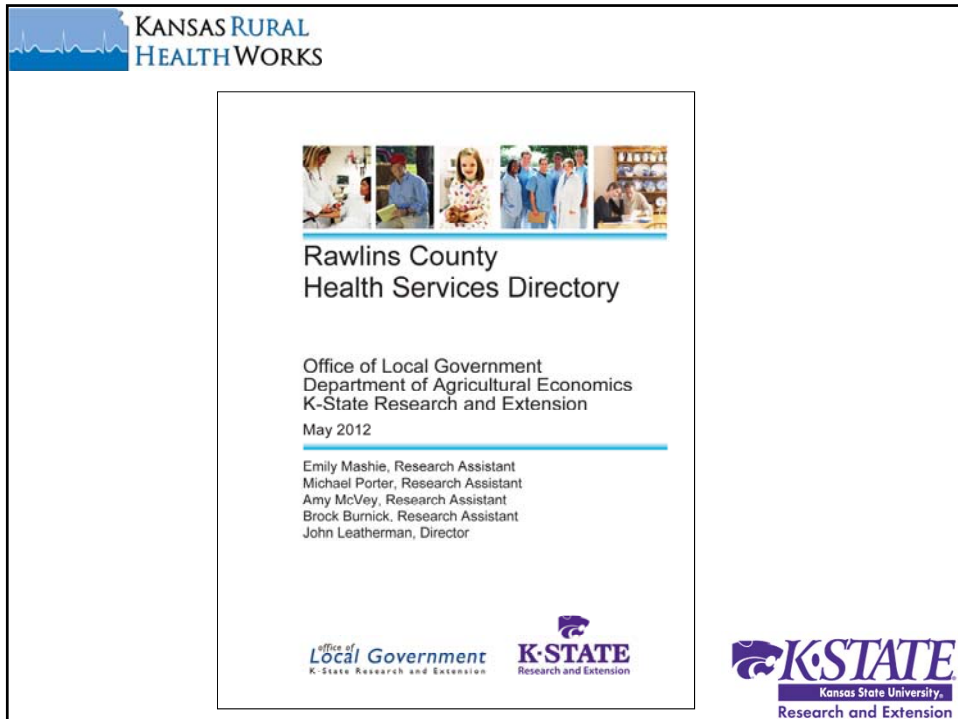 KANSAS RURAL
HEALTH WORKS
Rawlins County
Health Services Directory
Office of Local Government
Department of Agricultural Economics
K-State Research and Extension
May 2012
Emily Mashie, Research Assistant
Michael Porter, Research Assistant
Amy McVey, Research Assistant
Brock Burnick, Research Assistant
John Leatherman, Director
office of
Local Government
K-State Research and Extension
K·STATE
Research and Extension
K·STATE
Kansas State University®
Research and Extension